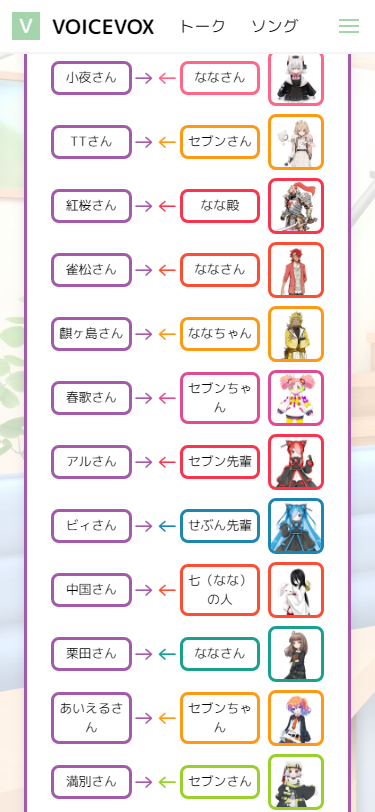 V VOICEVOX トーク ソング
小夜さん → ← ななさん
TTさん → ← セブンさん
紅桜さん → ← なな殿
雀松さん → ← ななさん
麒ヶ島さん → ← ななちゃん
春歌さん → ← セブンちゃ
ん
アルさん → ← セブン先輩
ビィさん → ← せぶん先輩
中国さん → ← 七（なな）
の人
栗田さん → ← ななさん
あいえるさ → ← セブンちゃ
ん ん
満別さん → ← セブンさん